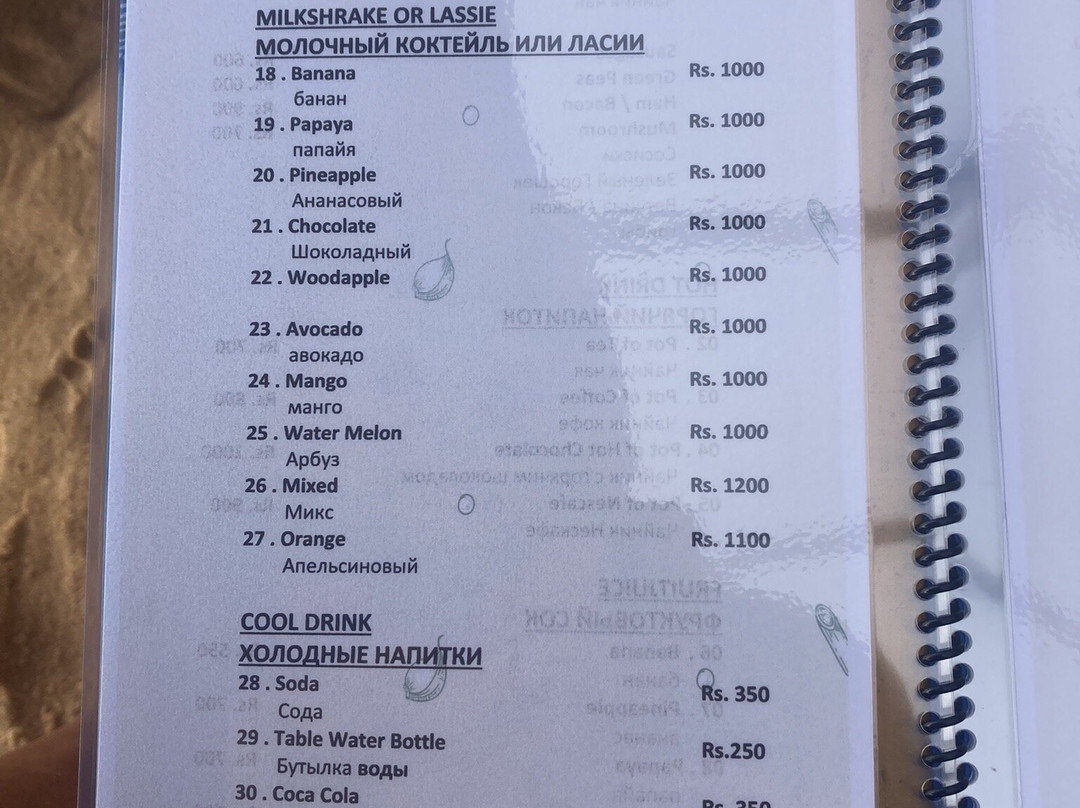 MILKSHRAKE OR LASSIE
МОЛОЧНЫЙ КОКТЕЙЛЬ ИЛИ ЛАСИИ
18 . Banana Rs. 1000
банан
19 . Papaya Rs. 1000
папайя
20 . Pineapple Rs. 1000
Ананасовый
21 . Chocolate Rs. 1000
Шоколадный
22 . Woodapple Rs. 1000
23 . Avocado Rs. 1000
авокадо
24 . Mango Rs. 1000
манго
25 . Water Melon Rs. 1000
Арбуз
26 . Mixed Rs. 1200
Микс
27 . Orange Rs. 1100
Апельсиновый
COOL DRINK
ХОЛОДНЫЕ НАПИТКИ
28 . Soda Rs. 350
Сода
29 . Table Water Bottle Rs.250
Бутылка воды
30 . Coca Cola Rs. 350